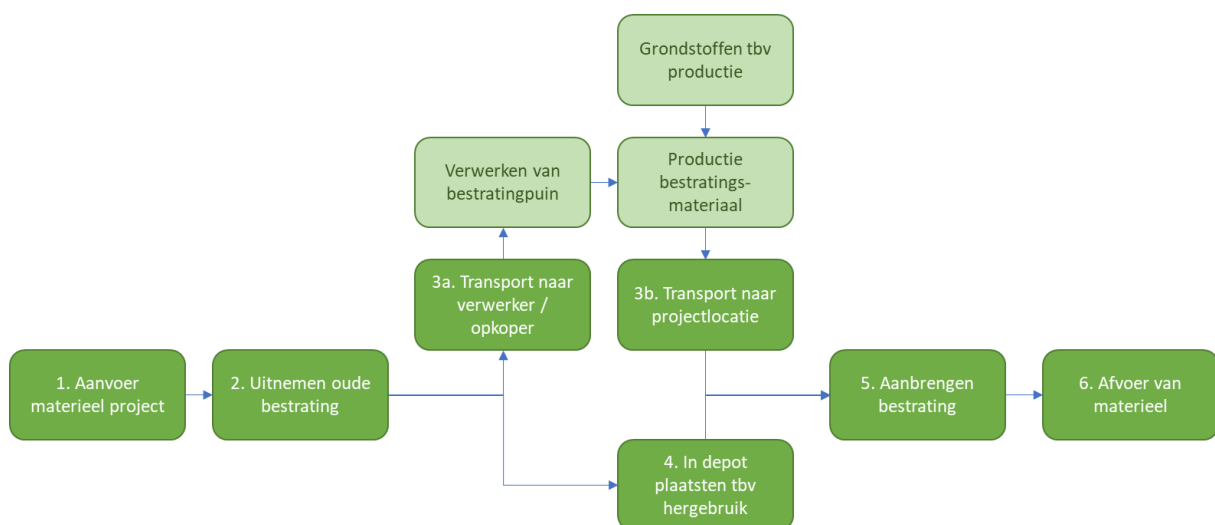 Grondstoffen tbv
productie
Verwerken van
bestratingpuin
Productie
bestratings-
materiaal
3a. Transport naar
verwerker /
opkoper
3b. Transport naar
projectlocatie
1. Aanvoer
materieel project
2. Uitnemen oude
bestrating
5. Aanbrengen
bestrating
6. Afvoer van
materieel
4. In depot
plaatsten tbv
hergebruik